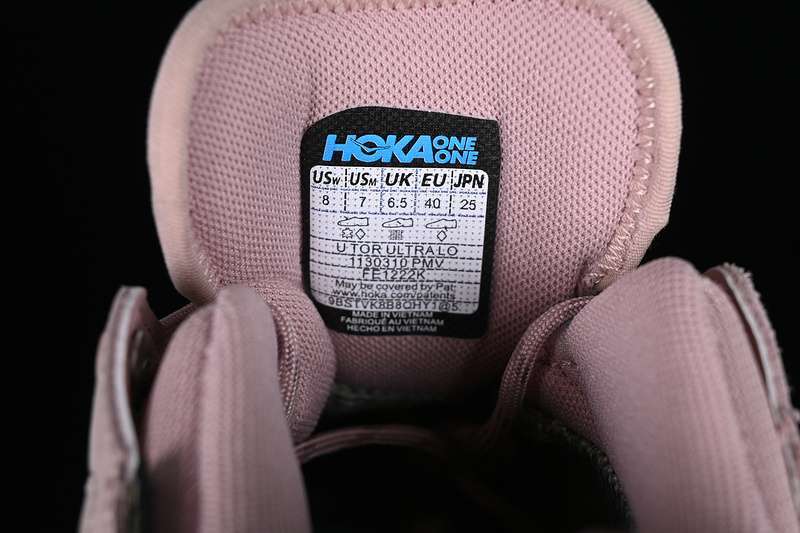 HOKA ONE ONE
USW USM UK EU JPN
8 7 6.5 40 25
U TOR ULTRA LO
1130310 PMV
FE1222K
May be covered by Pat:
www.hoka.com/patents
MADE IN VIETNAM
FABRIQUÉ AU VIETNAM
HECHO EN VIETNAM